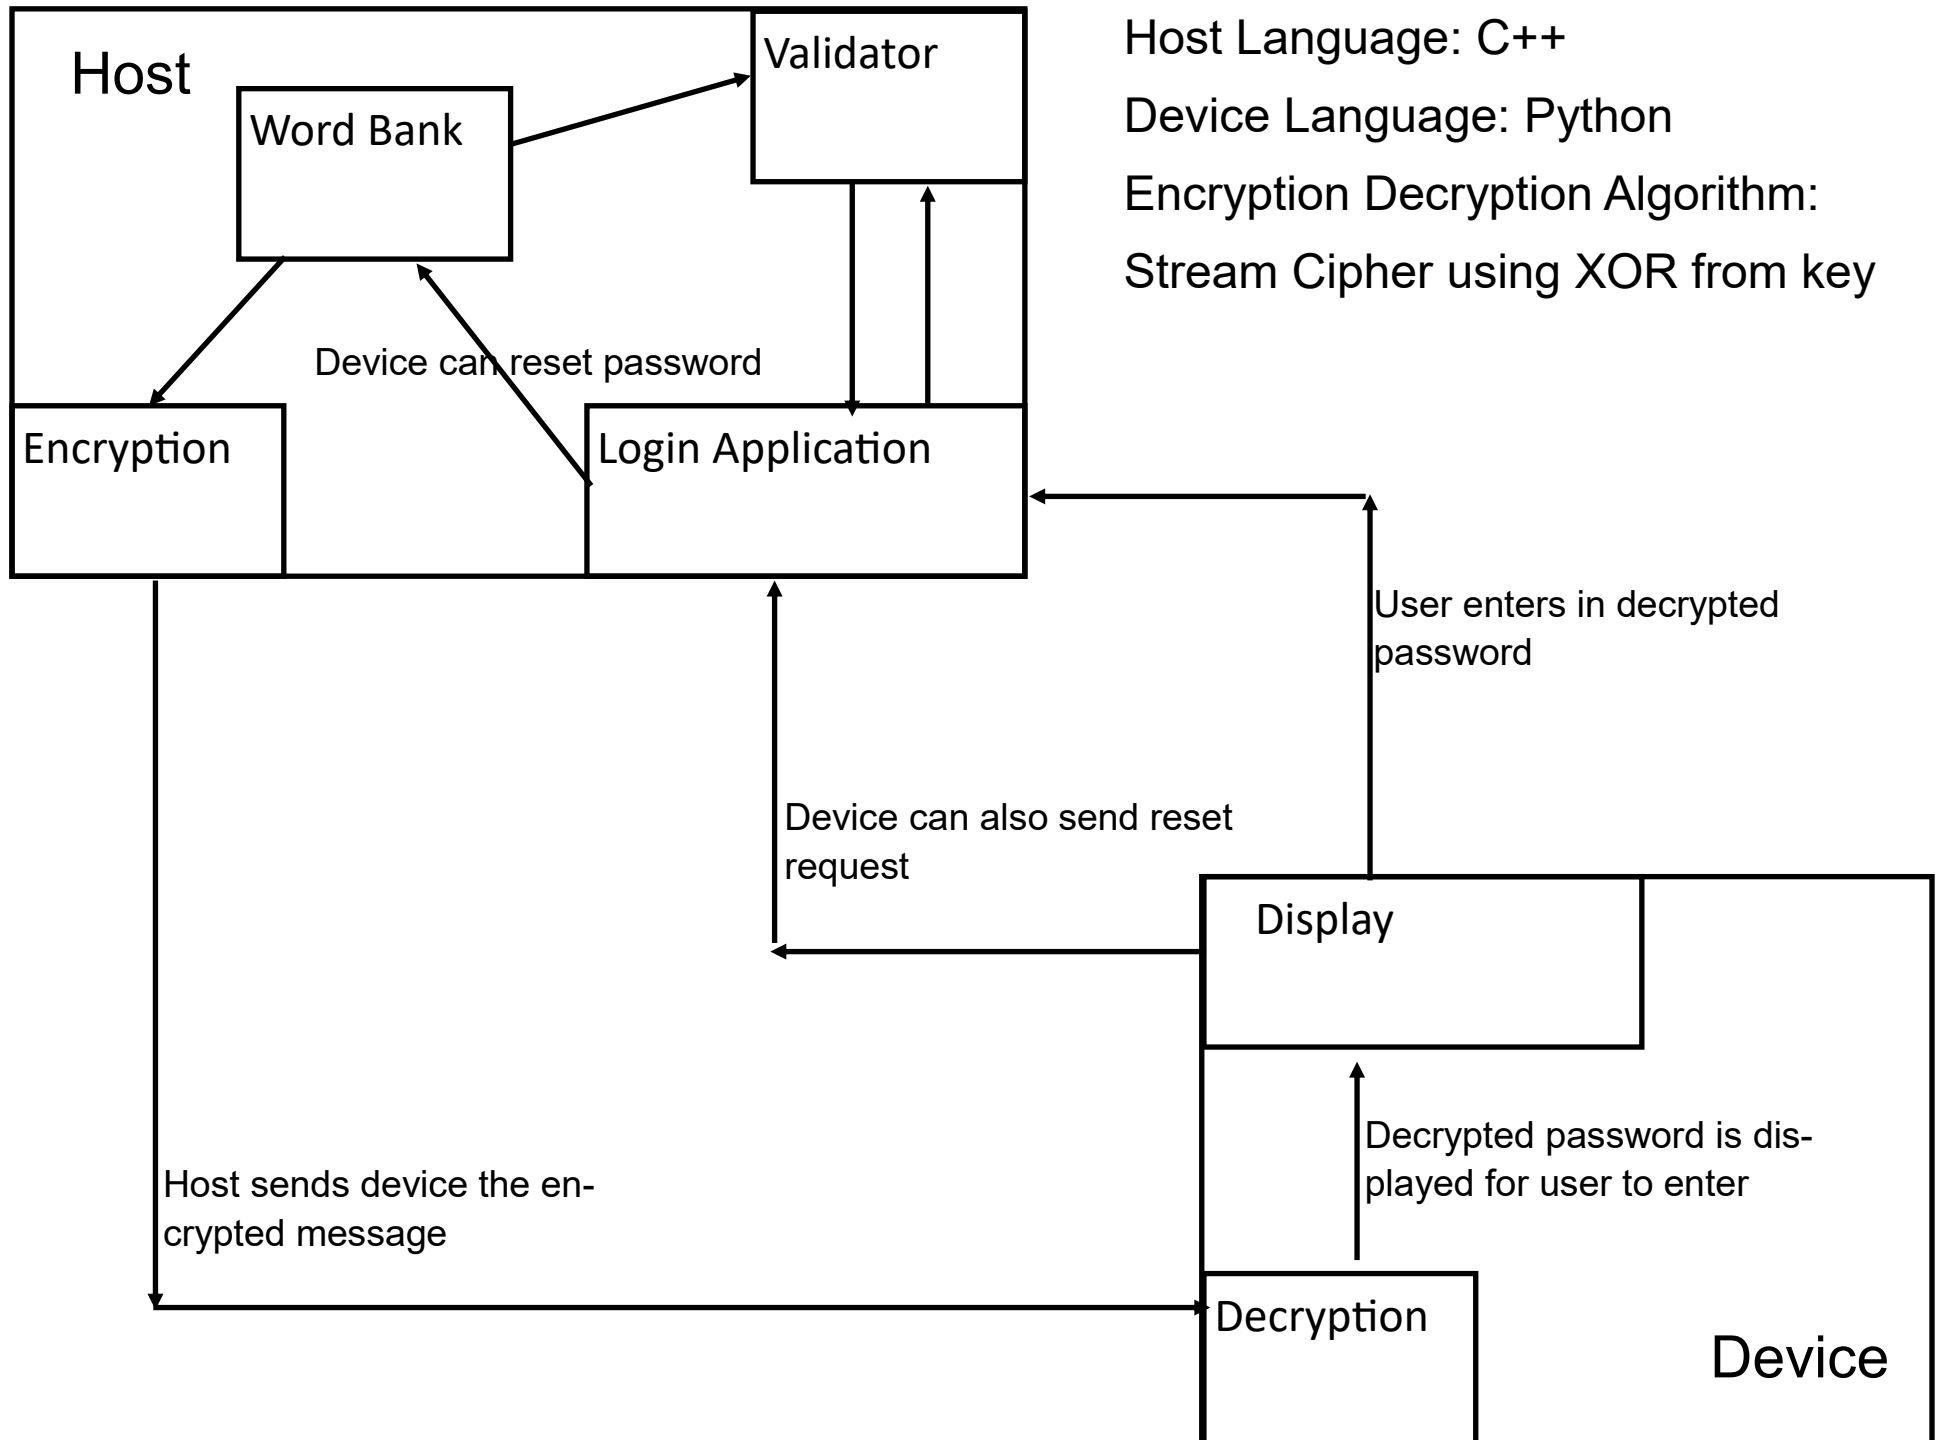 Host
Validator
Word Bank
Host Language: C++
Device Language: Python
Encryption Decryption Algorithm:
Stream Cipher using XOR from key
Device can reset password
Encryption
Login Application
User enters in decrypted
password
Device can also send reset
request
Display
Decrypted password is dis-
played for user to enter
Host sends device the en-
crypted message
Decryption
Device